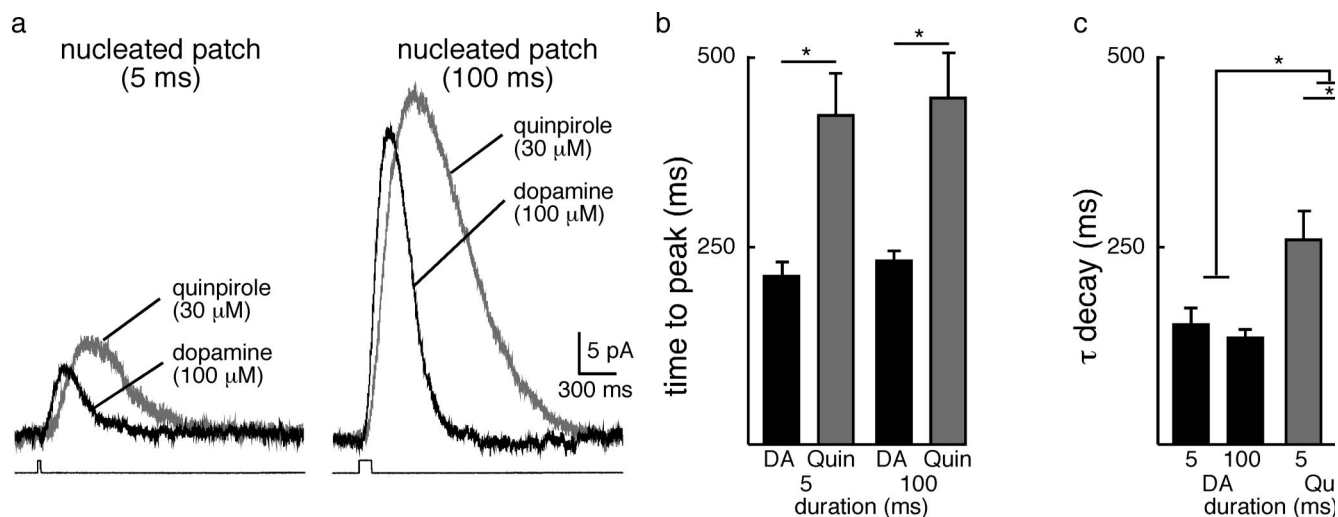 a
nucleated patch
(5 ms)
nucleated patch
(100 ms)
quinpirole
(30 μM)
dopamine
(100 μM)
quinpirole
(30 μM)
dopamine
(100 μM)
5 pA
300 ms
b
time to peak (ms)
500
250
*
*
DA Quin DA Quin
5 100
duration (ms)
c
τ decay (ms)
500
250
*
*
5 100 5
DA Qu
duration (ms)